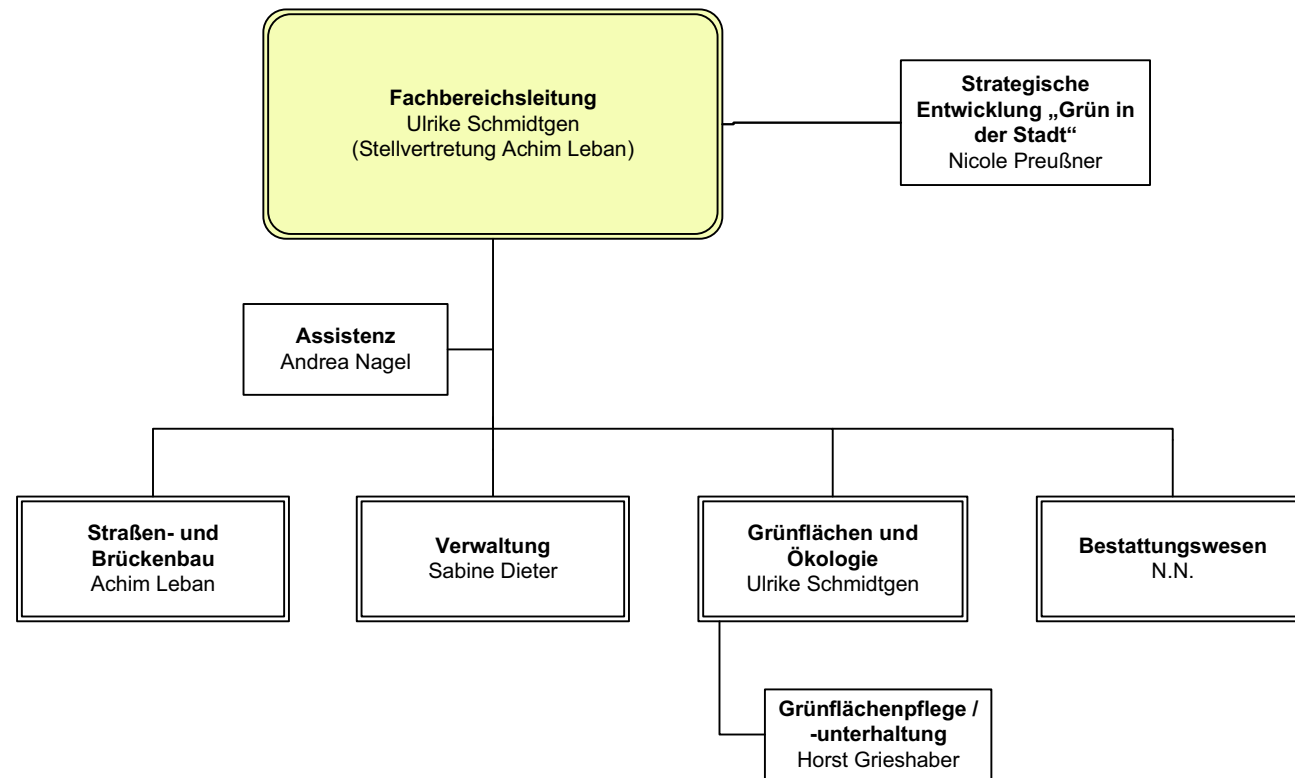 Fachbereichsleitung
Ulrike Schmidtgen
(Stellvertretung Achim Leban)
Strategische
Entwicklung „Grün in
der Stadt“
Nicole Preußner
Assistenz
Andrea Nagel
Straßen- und
Brückenbau
Achim Leban
Verwaltung
Sabine Dieter
Grünflächen und
Ökologie
Ulrike Schmidtgen
Bestattungswesen
N.N.
Grünflächenpflege /
-unterhaltung
Horst Grieshaber